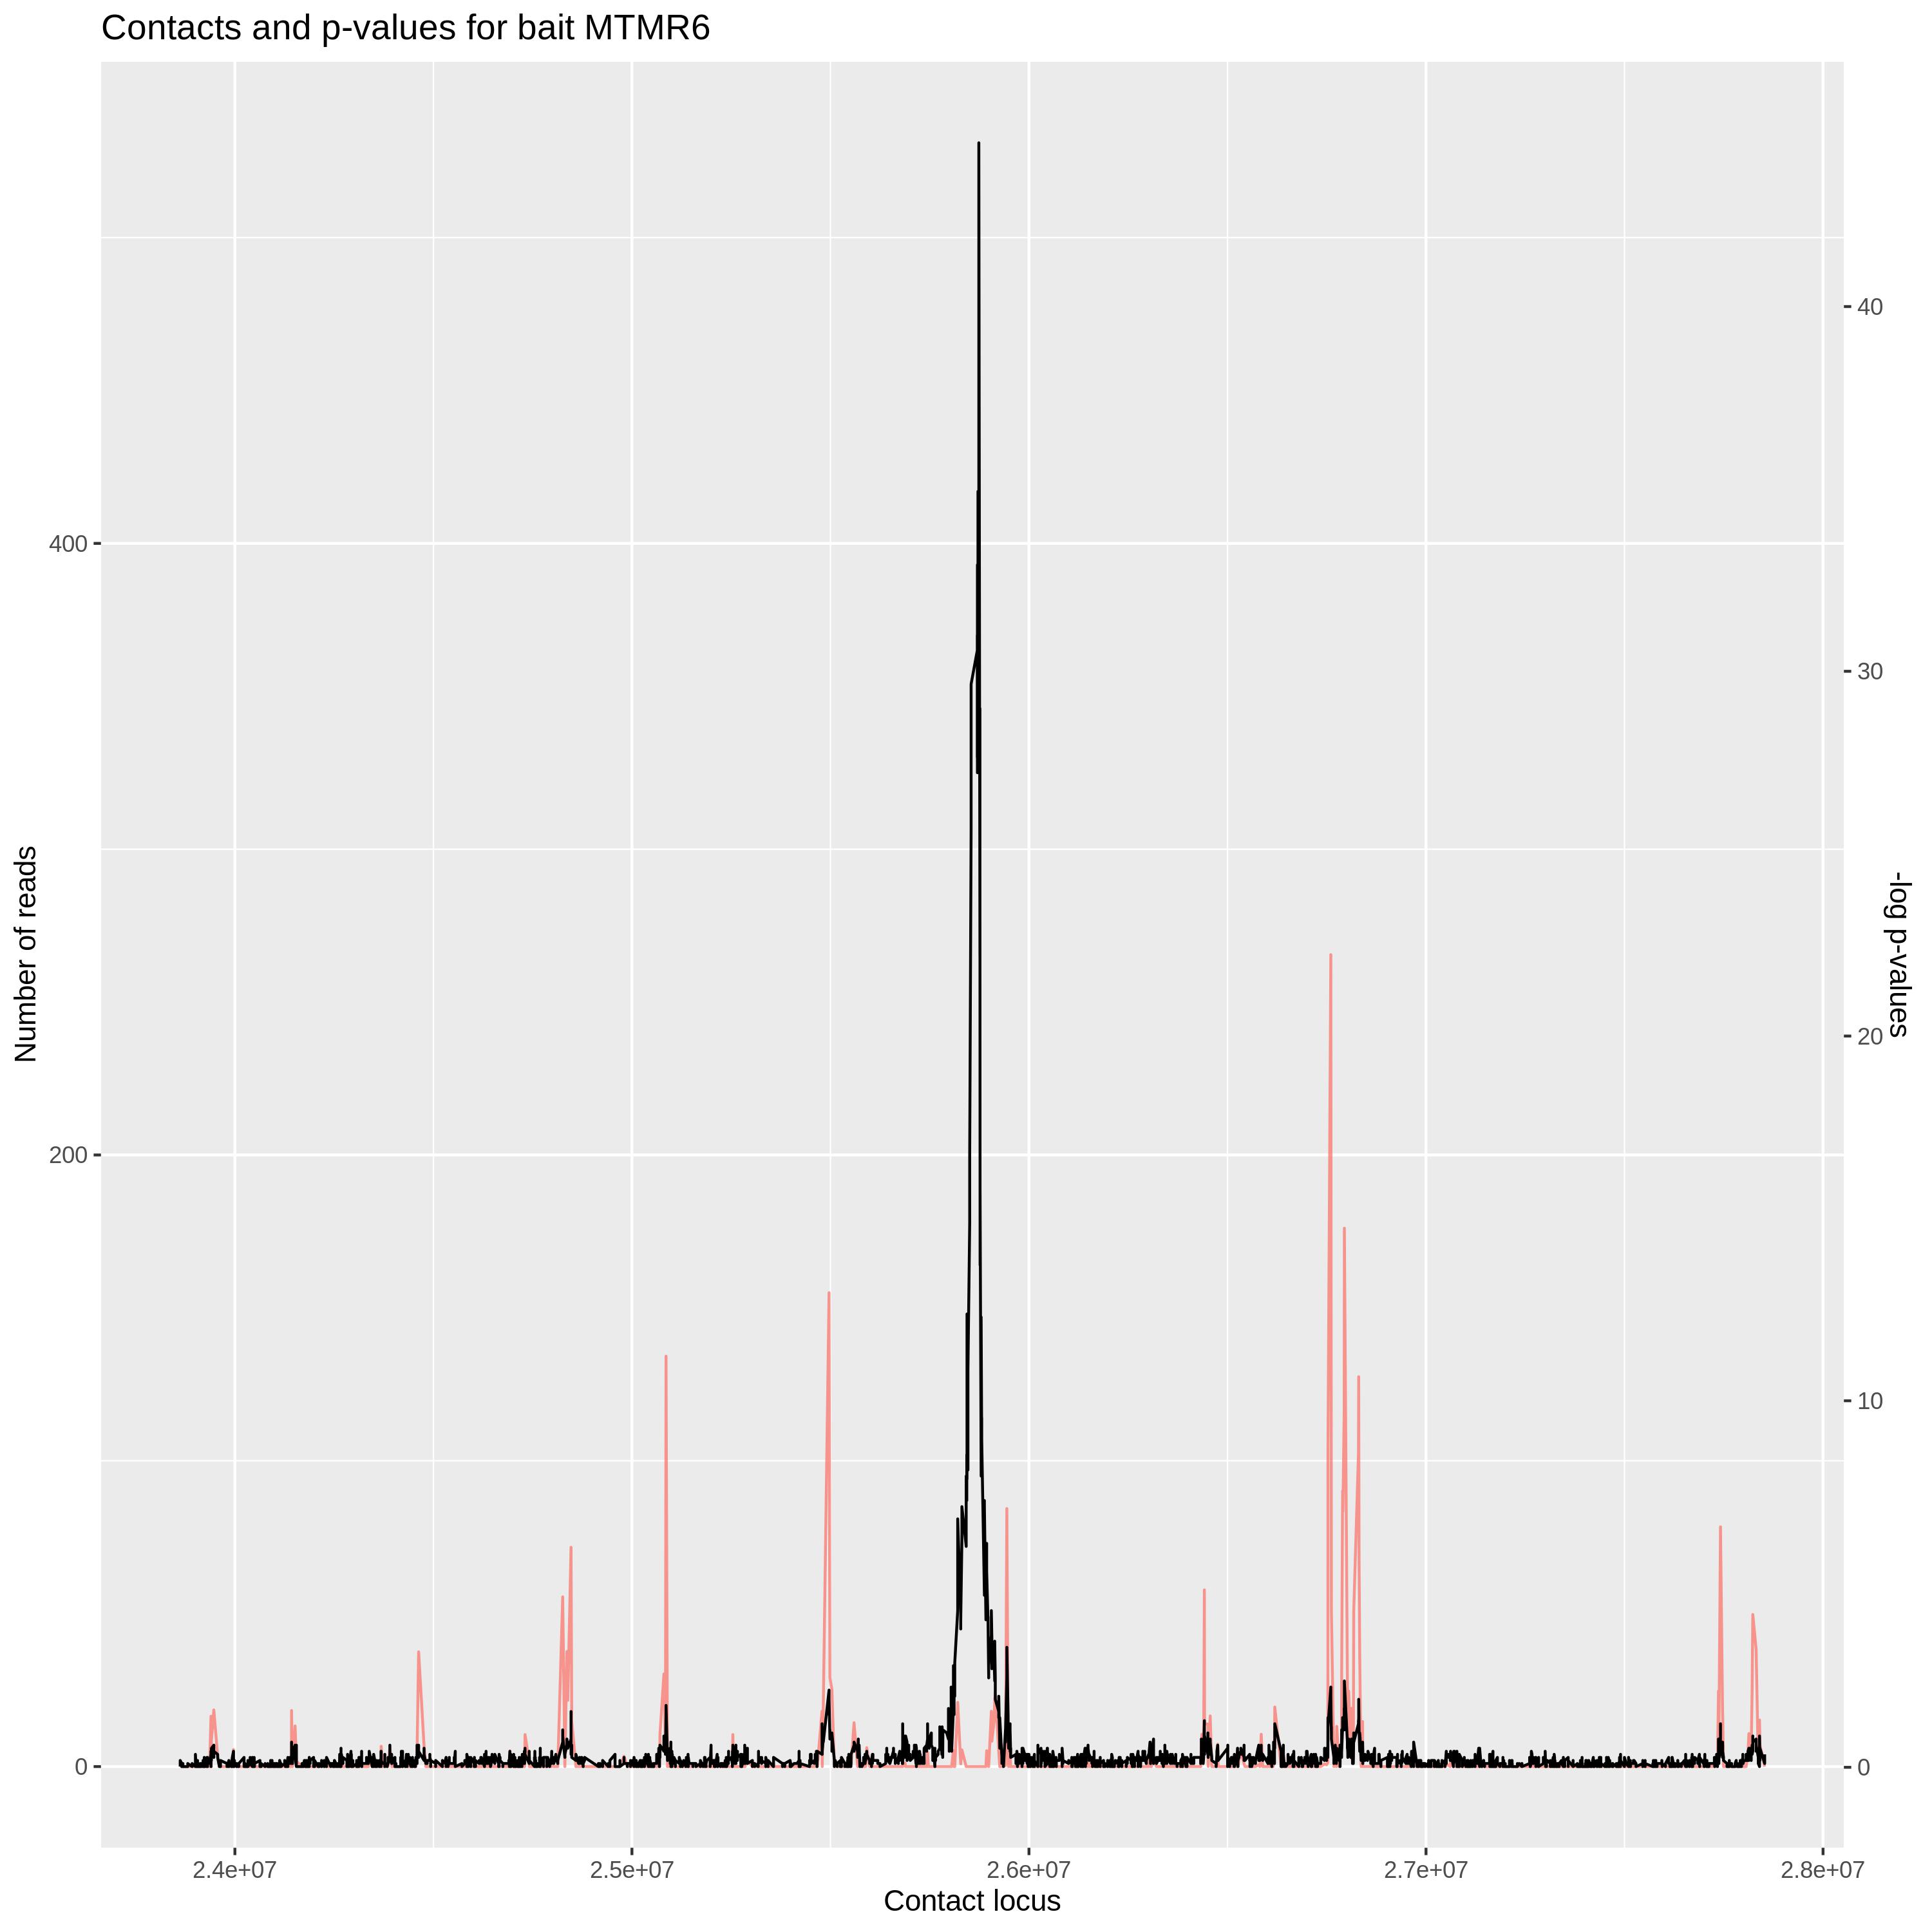 Contacts and p-values for bait MTMR6
Number of reads
400
200
0
40
30
20
10
0
-log p-values
2.4e+07 2.5e+07 2.6e+07 2.7e+07 2.8e+07
Contact locus